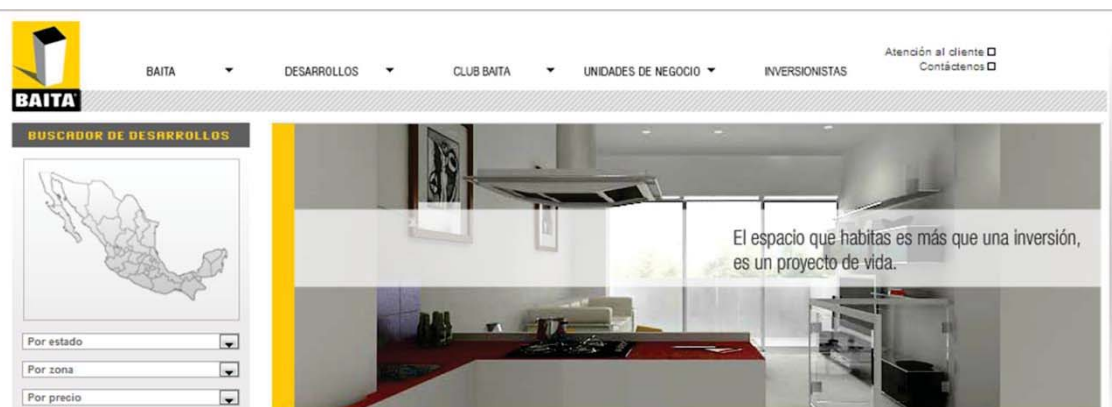 Atención al cliente
Contáctenos
BAITA
DESARROLLOS
CLUB BAITA
UNIDADES DE NEGOCIO
INVERSIONISTAS
BAITA
BUSCADOR DE DESARROLLOS
El espacio que habitas es más que una inversión,
es un proyecto de vida.
Por estado
Por zona
Por precio